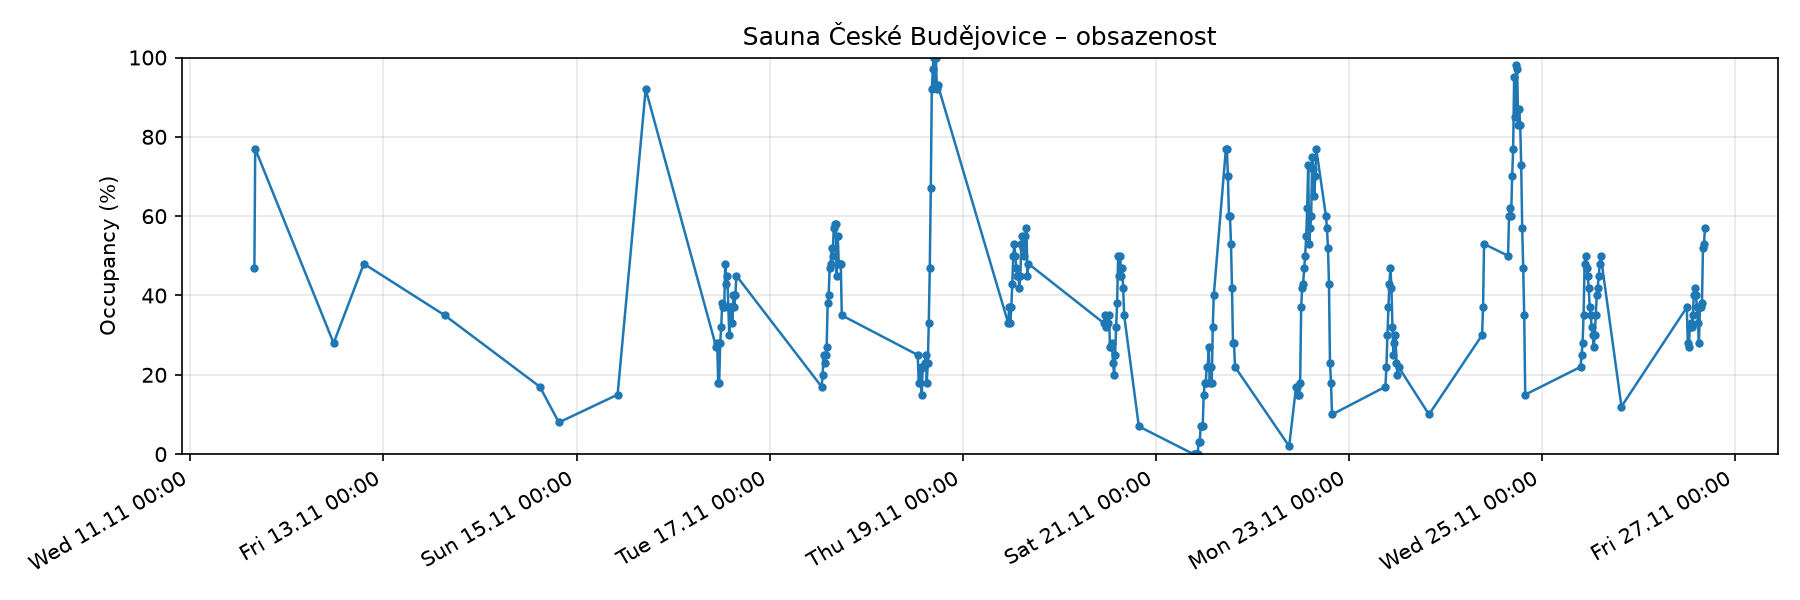 Sauna České Budějovice – obsazenost
Occupancy (%)
100
80
60
40
20
0
Wed 11.11 00:00
Fri 13.11 00:00
Sun 15.11 00:00
Tue 17.11 00:00
Thu 19.11 00:00
Sat 21.11 00:00
Mon 23.11 00:00
Wed 25.11 00:00
Fri 27.11 00:00